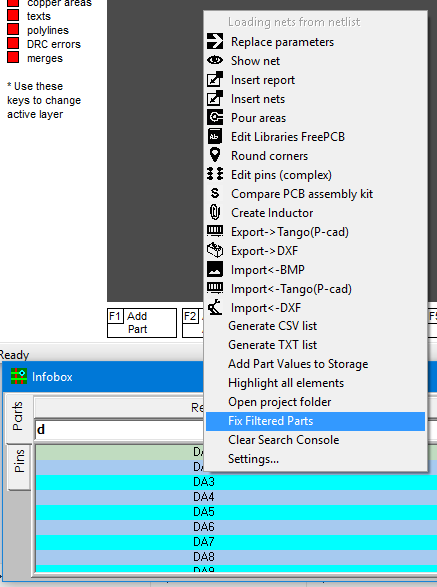 copper areas
texts
polylines
DRC errors
merges
* Use these
keys to change
active layer
Loading nets from netlist
Replace parameters
Show net
Insert report
Insert nets
Pour areas
Edit Libraries FreePCB
Round corners
Edit pins (complex)
Compare PCB assembly kit
Create Inductor
Export->Tango(P-cad)
Export->DXF
Import<-BMP
Import<-Tango(P-cad)
Import<-DXF
Generate CSV list
Generate TXT list
Add Part Values to Storage
Highlight all elements
Open project folder
Fix Filtered Parts
Clear Search Console
Settings...
F1 Add
Part
F2
Ready
Infobox
Parts
Pins
d
DA3
DA4
DA5
DA6
DA7
DA8
DA9